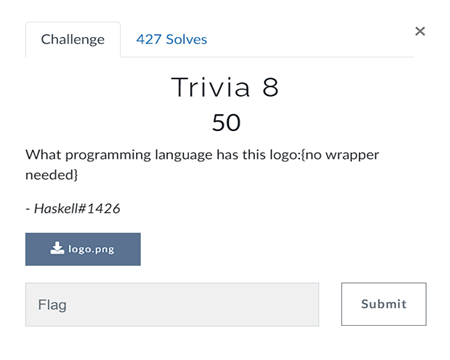 ×
Challenge 427 Solves
Trivia 8
50
What programming language has this logo:{no wrapper
needed}
- Haskell#1426
logo.png
Flag Submit